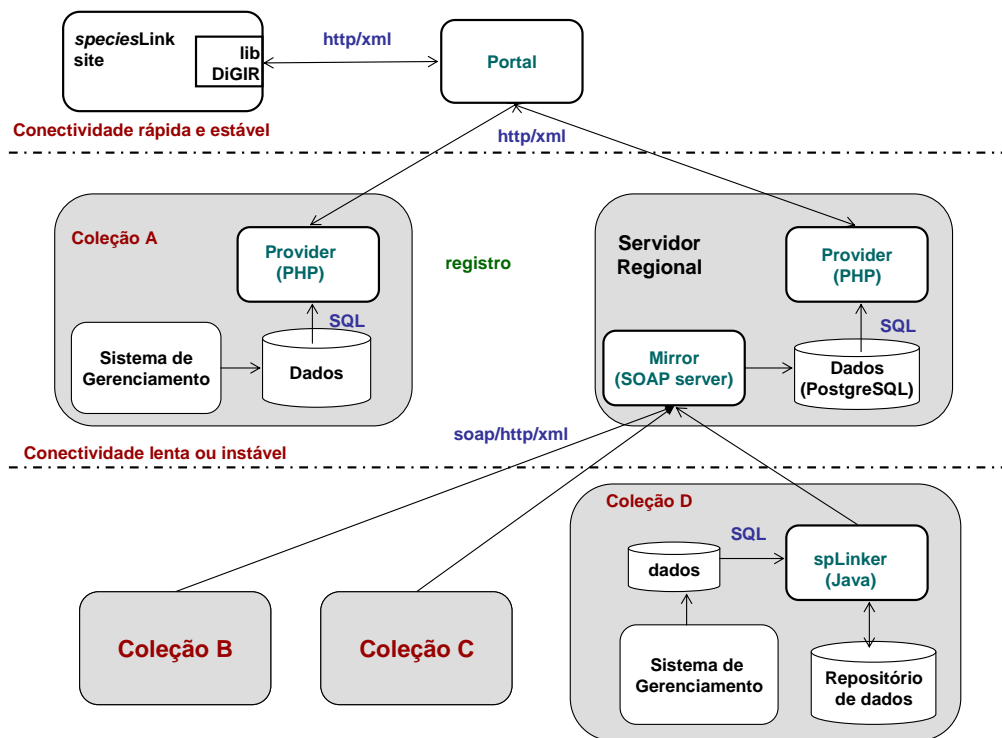 speciesLink
site
lib
DiGIR
http/xml
Portal
Conectividade rápida e estável
http/xml
Coleção A
Provider
(PHP)
SQL
Sistema de
Gerenciamento
Dados
registro
Servidor
Regional
Provider
(PHP)
SQL
Mirror
(SOAP server)
Dados
(PostgreSQL)
soap/http/xml
Conectividade lenta ou instável
Coleção B
Coleção C
Coleção D
SQL
dados
spLinker
(Java)
Sistema de
Gerenciamento
Repositório
de dados